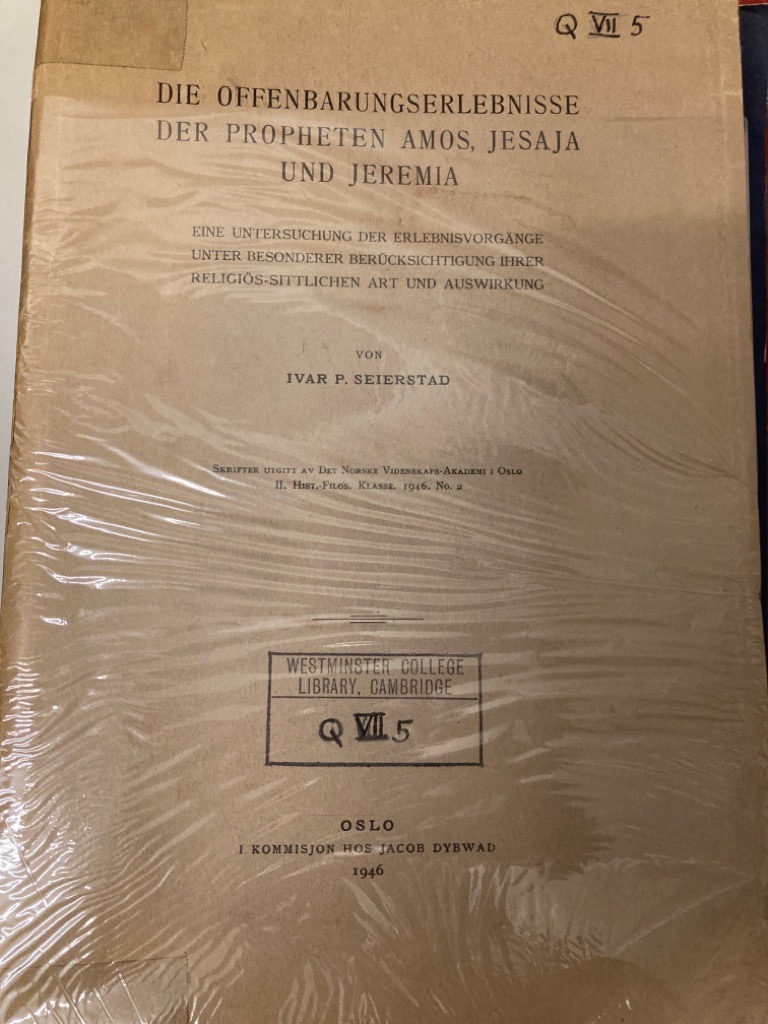 Q VII 5
DIE OFFENBARUNGSERLEBNISSE
DER PROPHETEN AMOS, JESAJA
UND JEREMIA
EINE UNTERSUCHUNG DER ERLEBNISVORGÄNGE
UNTER BESONDERER BERÜCKSICHTIGUNG IHRER
RELIGIÖS-SITTLICHEN ART UND AUSWIRKUNG
VON
IVAR P. SEIERSTAD
SKRIFTER UTGITT AV DET NORSKE VIDENSKAPS-AKADEMI I OSLO
II. HIST.-FILOS. KLASSE. 1946. NO. 2
WESTMINSTER COLLEGE
LIBRARY, CAMBRIDGE
Q VII 5
OSLO
I KOMMISJON HOS JACOB DYBWAD
1946